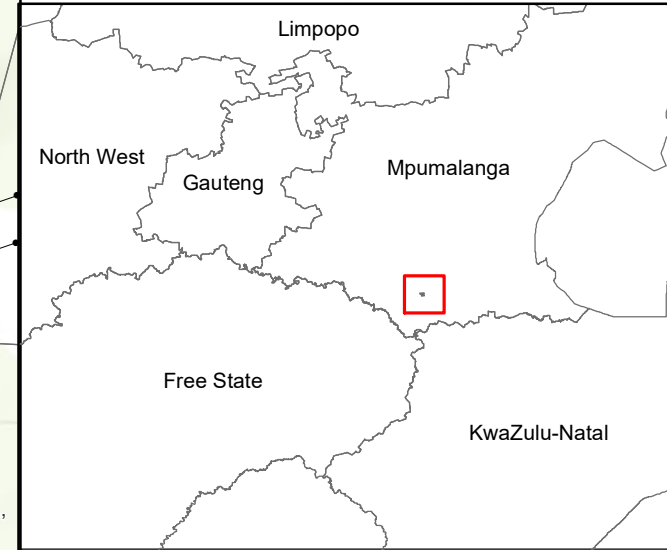 Limpopo
North West
Gauteng
Mpumalanga
Free State
KwaZulu-Natal
,